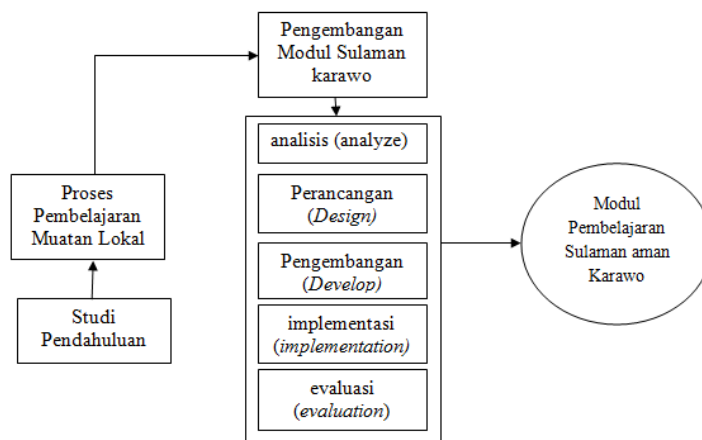 Pengembangan
Modul Sulaman
karawo
analisis (analyze)
Perancangan
(Design)
Pengembangan
(Develop)
implementasi
(implementation)
evaluasi
(evaluation)
Proses
Pembelajaran
Muatan Lokal
Studi
Pendahuluan
Modul
Pembelajaran
Sulaman aman
Karawo